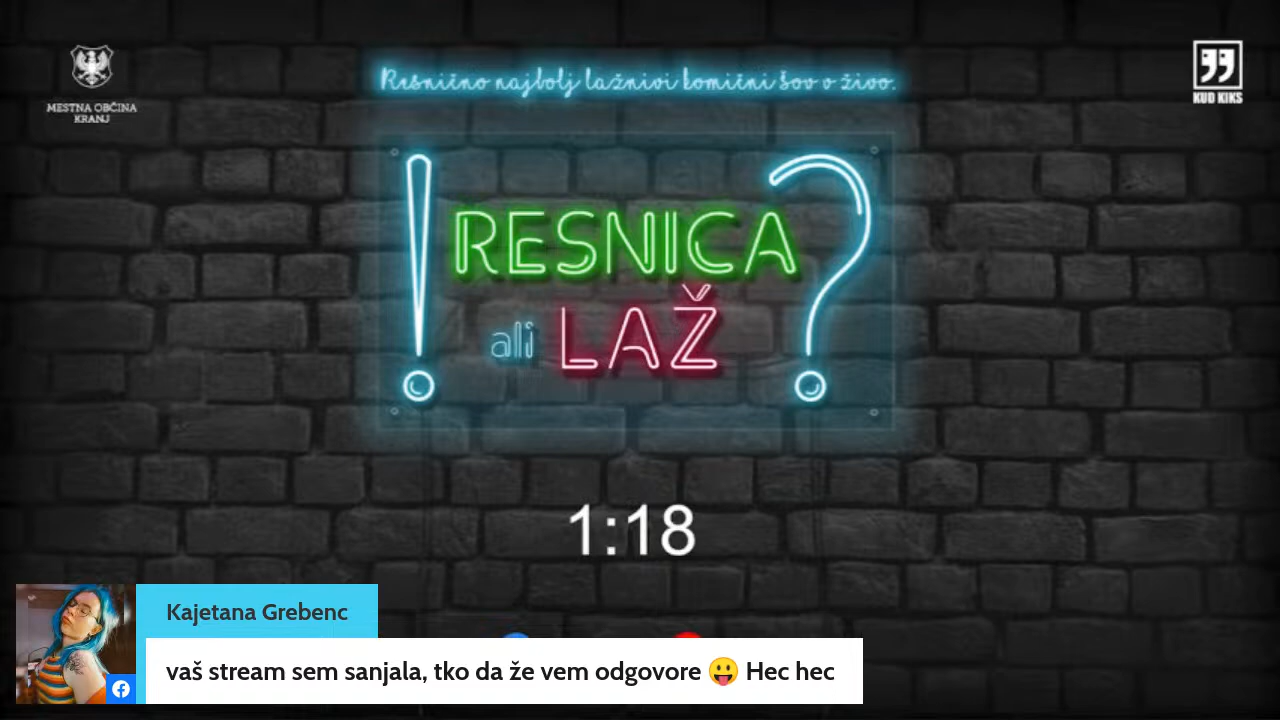 MESTNA OBČINA
KRANJ
Resnično najbolj lažnivi komični šov v živo.
KUD KIKS
! RESNICA ?
ali LAŽ
1:18
Kajetana Grebenc
vaš stream sem sanjala, tko da že vem odgovore 😛 Hec hec